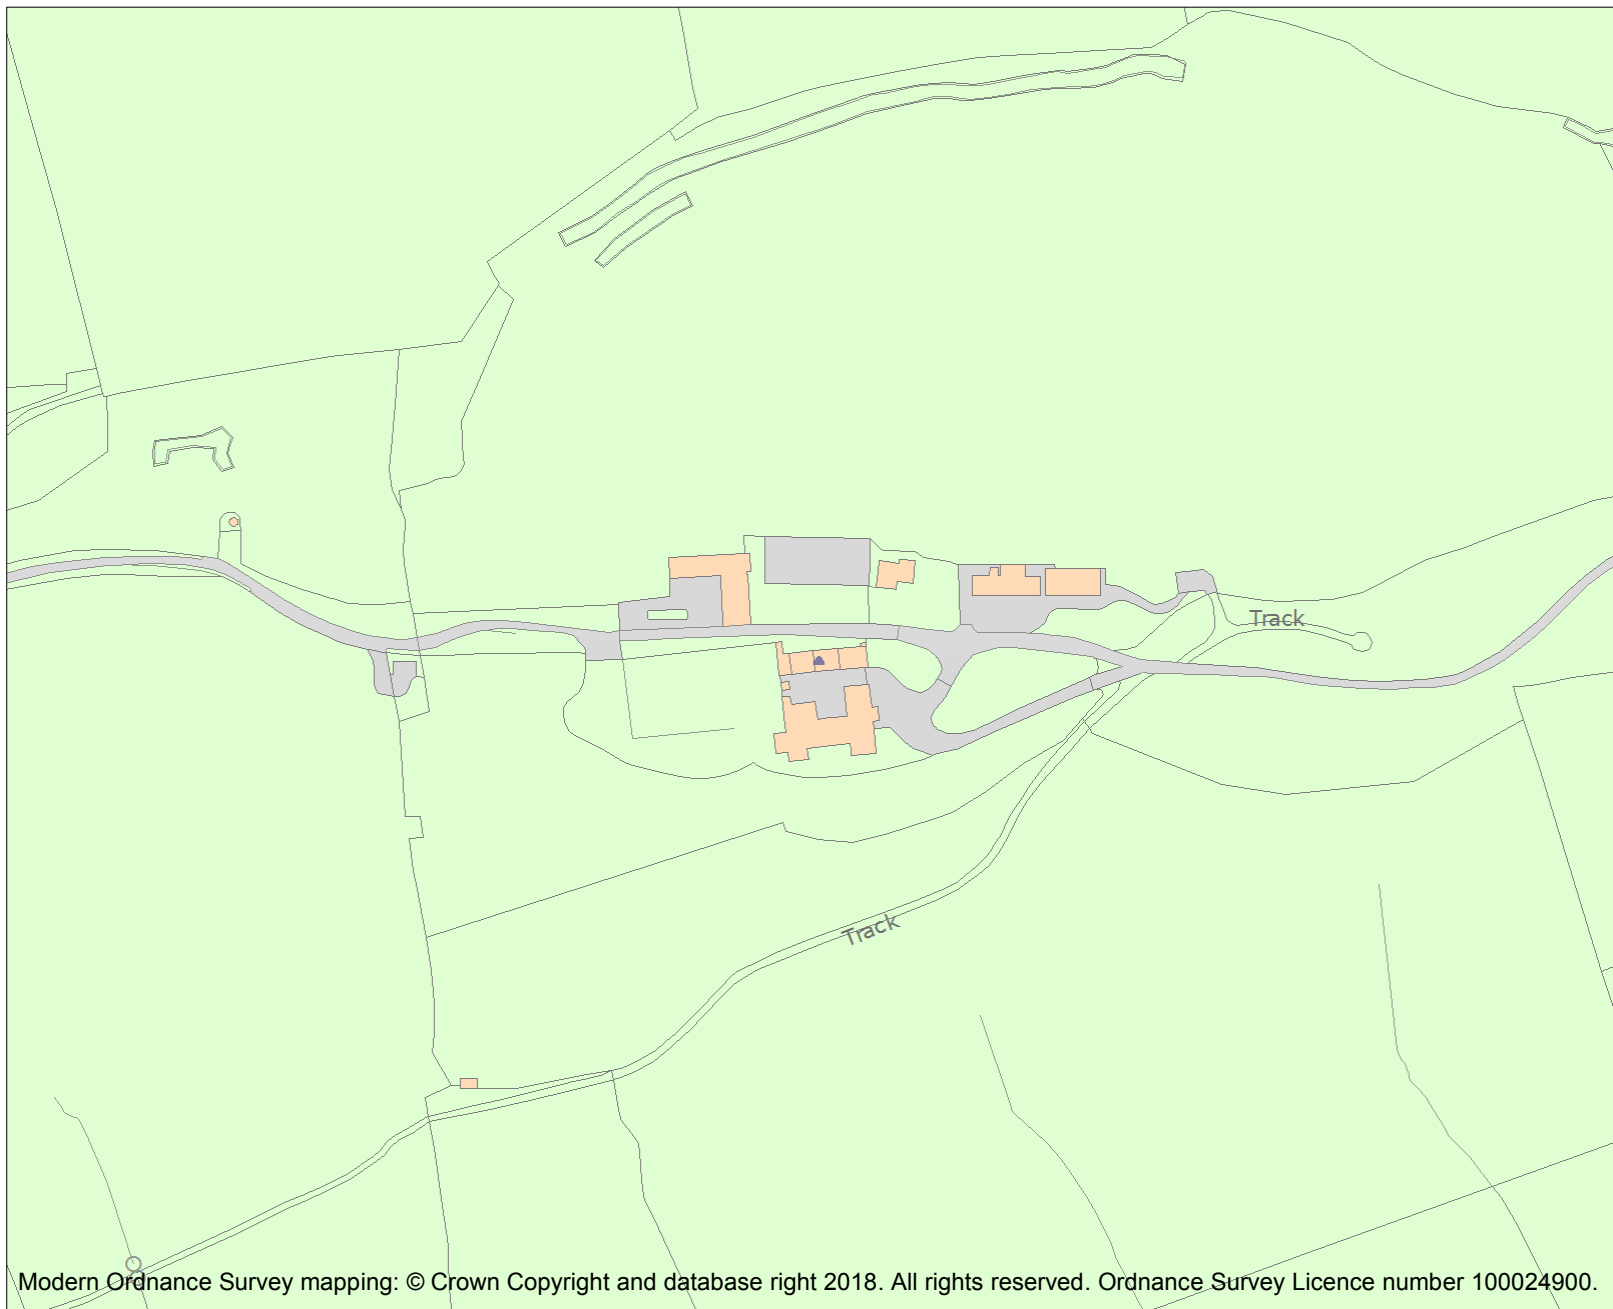 Track
Track
Modern Ordnance Survey mapping: © Crown Copyright and database right 2018. All rights reserved. Ordnance Survey Licence number 100024900.